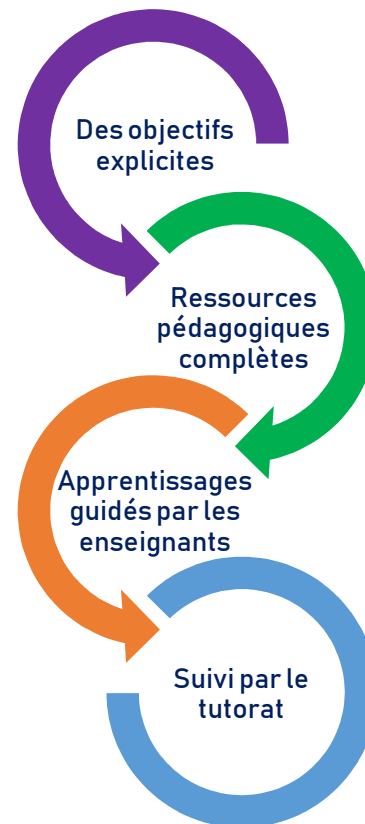 Des objectifs
explicites
Ressources
pédagogiques
complètes
Apprentissages
guidés par les
enseignants
Suivi par le
tutorat